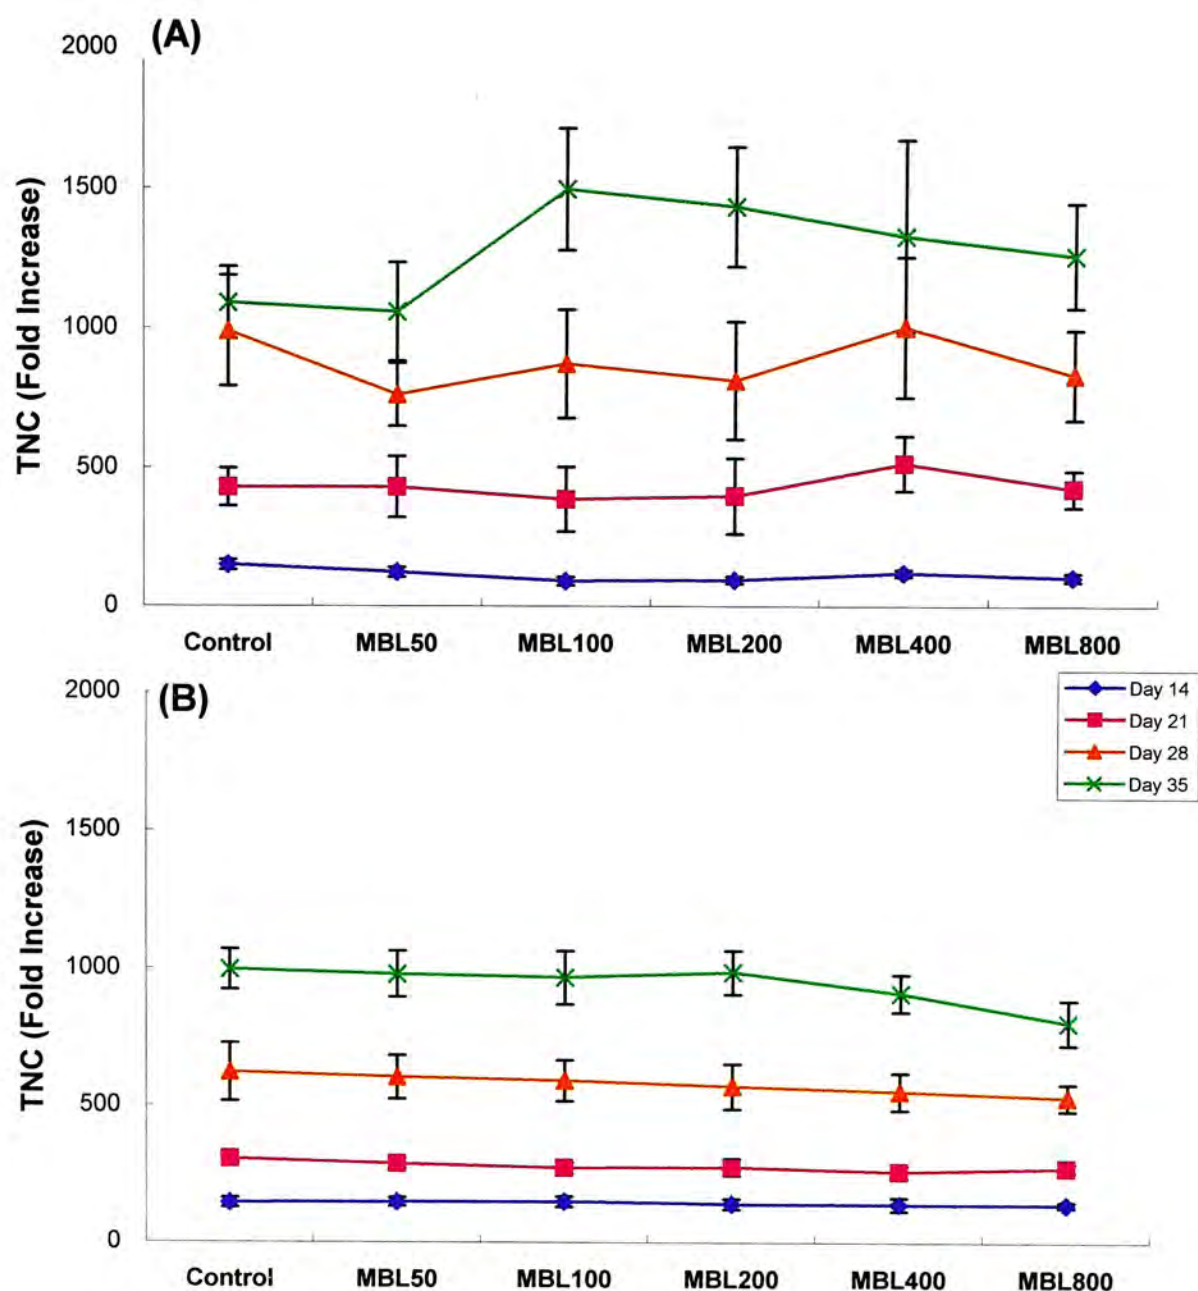 (A)
2000
1500
1000
500
0
TNC (Fold Increase)
Control MBL50 MBL100 MBL200 MBL400 MBL800
Day 14
Day 21
Day 28
Day 35
(B)
2000
1500
1000
500
0
TNC (Fold Increase)
Control MBL50 MBL100 MBL200 MBL400 MBL800